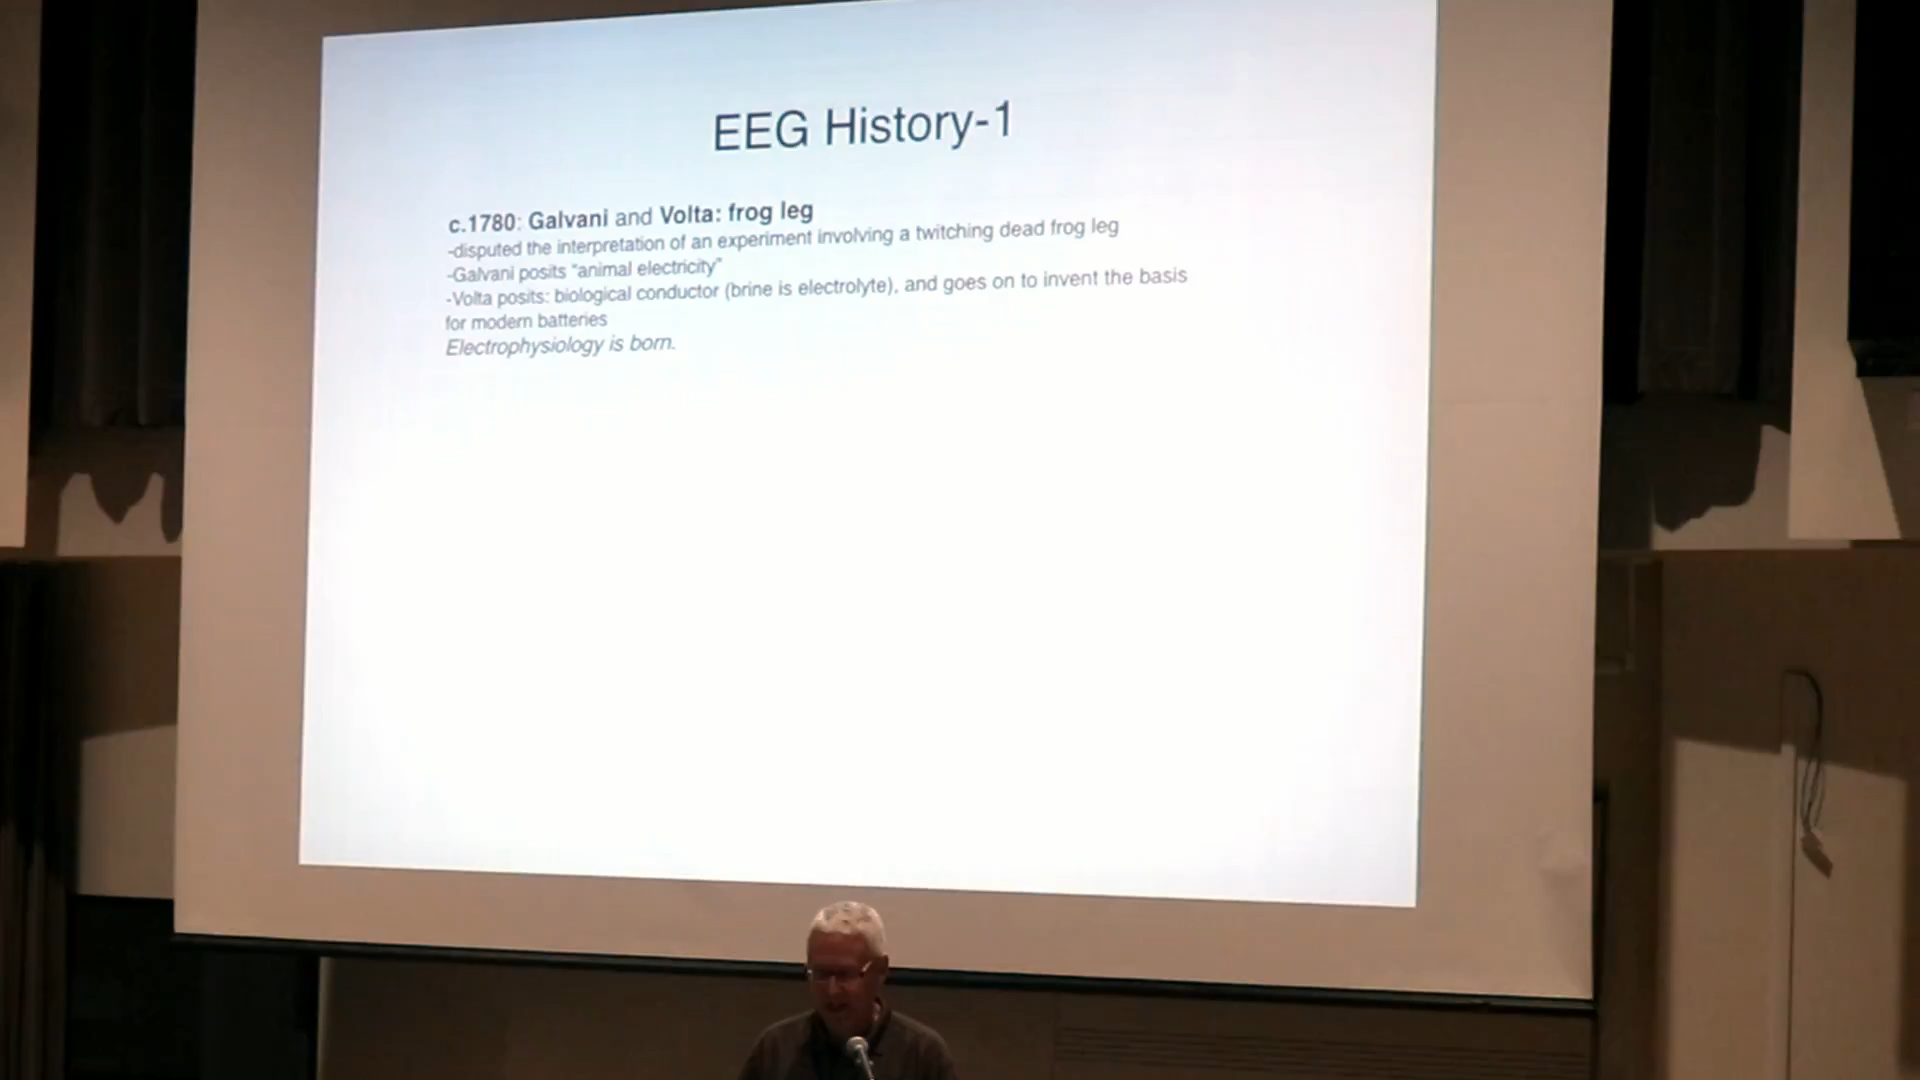 EEG History-1
c.1780: Galvani and Volta: frog leg
-disputed the interpretation of an experiment involving a twitching dead frog leg
-Galvani posits “animal electricity”
-Volta posits: biological conductor (brine is electrolyte), and goes on to invent the basis
for modern batteries
Electrophysiology is born.